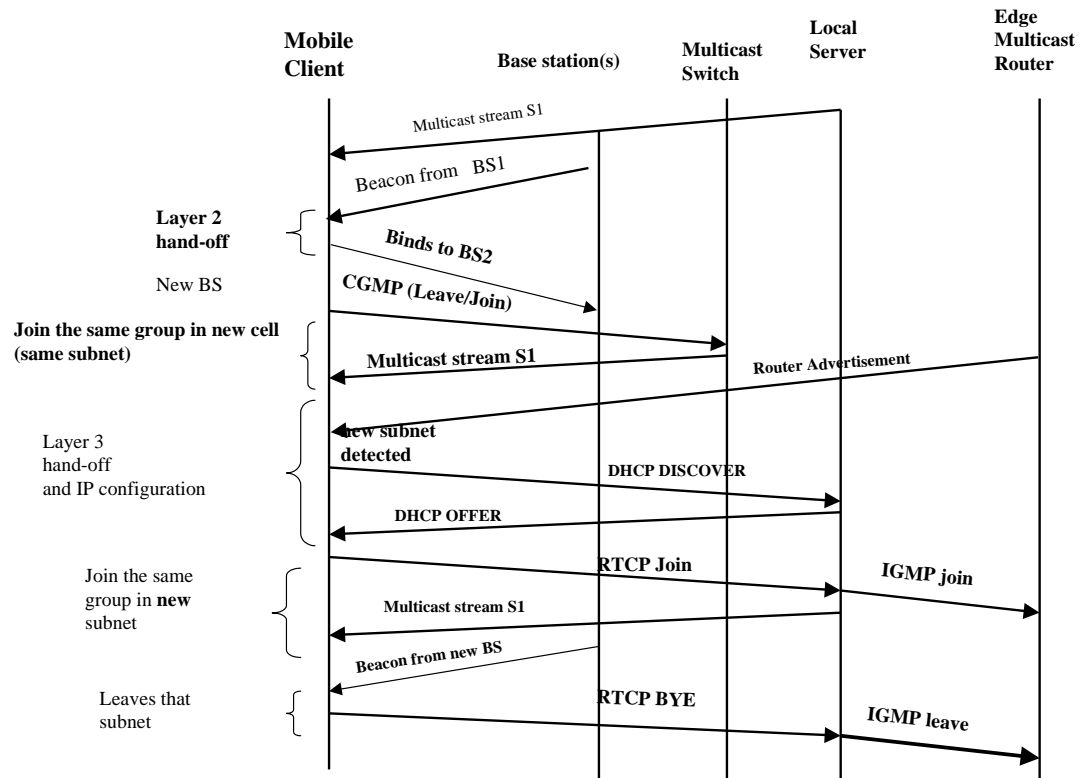 Mobile
Client
Base station(s)
Multicast
Switch
Local
Server
Edge
Multicast
Router
Multicast stream S1
Beacon from BS1
Layer 2
hand-off
Binds to BS2
New BS
CGMP (Leave/Join)
Join the same group in new cell
(same subnet)
Multicast stream S1
Router Advertisement
new subnet
detected
Layer 3
hand-off
and IP configuration
DHCP DISCOVER
DHCP OFFER
RTCP Join
IGMP join
Join the same
group in new
subnet
Multicast stream S1
Beacon from new BS
Leaves that
subnet
RTCP BYE
IGMP leave